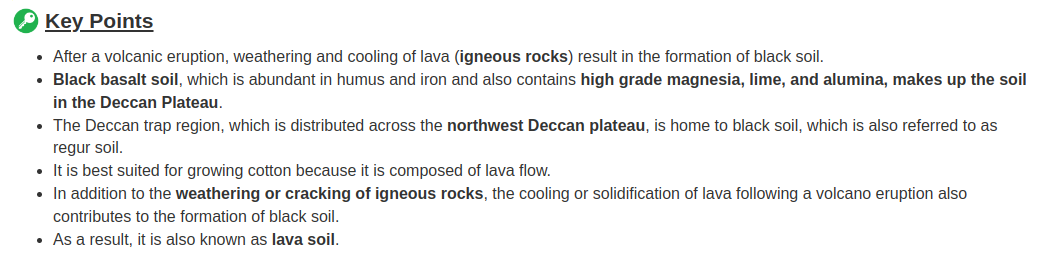 Key Points
After a volcanic eruption, weathering and cooling of lava (igneous rocks) result in the formation of black soil.
Black basalt soil, which is abundant in humus and iron and also contains high grade magnesia, lime, and alumina, makes up the soil
in the Deccan Plateau.
The Deccan trap region, which is distributed across the northwest Deccan plateau, is home to black soil, which is also referred to as
regur soil.
It is best suited for growing cotton because it is composed of lava flow.
In addition to the weathering or cracking of igneous rocks, the cooling or solidification of lava following a volcano eruption also
contributes to the formation of black soil.
As a result, it is also known as lava soil.